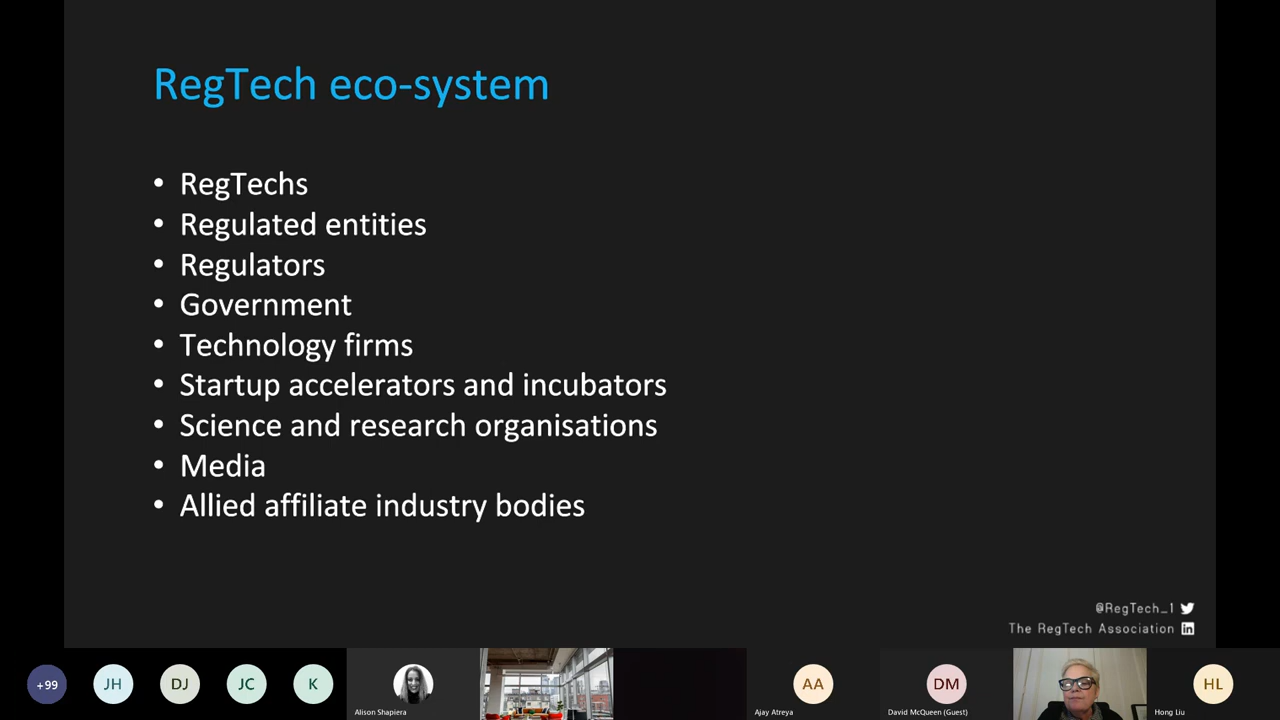 RegTech eco-system
• RegTechs
• Regulated entities
• Regulators
• Government
• Technology firms
• Startup accelerators and incubators
• Science and research organisations
• Media
• Allied affiliate industry bodies
@RegTech_1
The RegTech Association
+99
JH
DJ
JC
K
Alison Shapiera
AA
Ajay Atreya
DM
David McQueen (Guest)
HL
Hong Liu